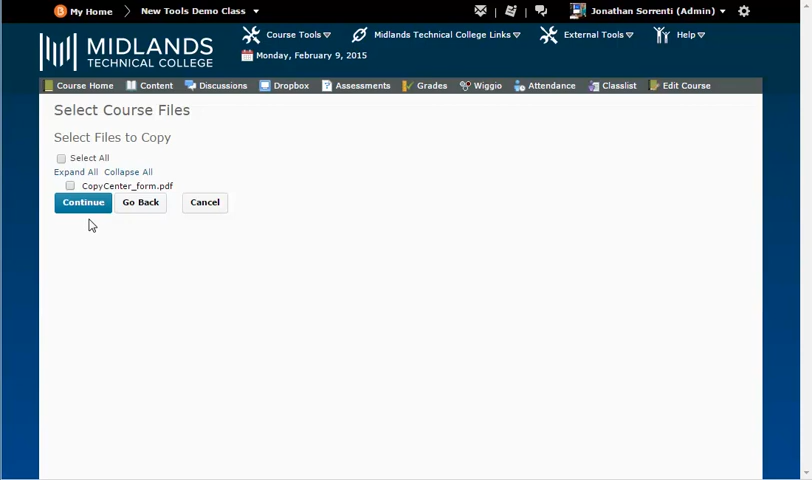 My Home New Tools Demo Class Jonathan Sorrenti (Admin)
MIDLANDS
TECHNICAL COLLEGE
Course Tools Midlands Technical College Links External Tools Help
Monday, February 9, 2015
Course Home Content Discussions Dropbox Assessments Grades Wiggio Attendance Classlist Edit Course
Select Course Files
Select Files to Copy
Select All
Expand All Collapse All
CopyCenter_form.pdf
Continue Go Back Cancel